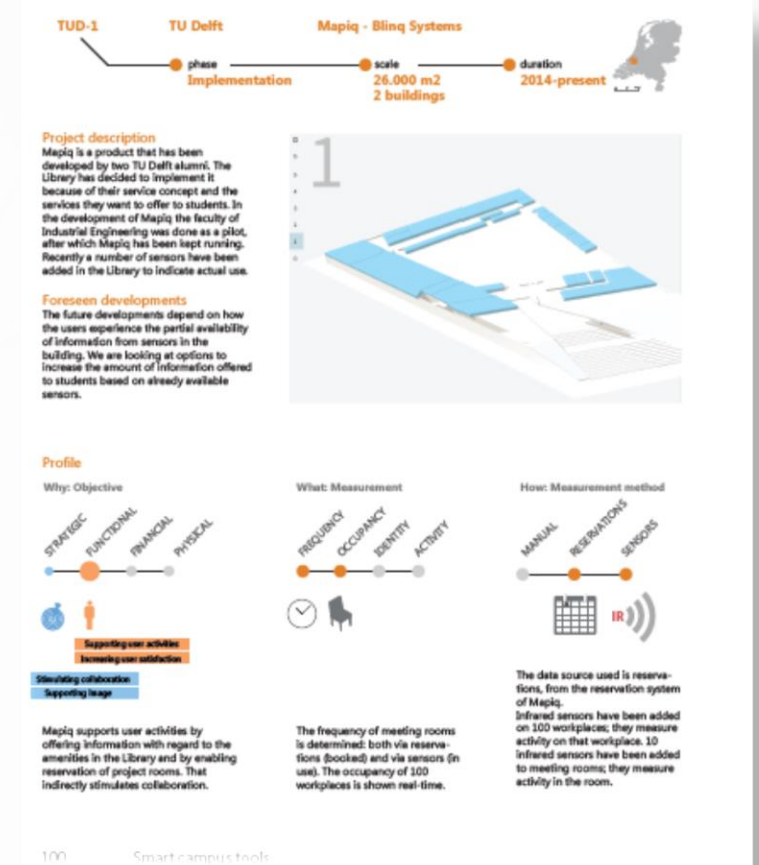 TUD-1 TU Delft Mapiq - Blinq Systems
phase scale duration
Implementation 26.000 m2 2014-present
2 buildings
Project description
Mapiq is a product that has been
developed by two TU Delft alumni. The
Library has decided to implement it
because of their service concept and the
services they want to offer to students. In
the development of Mapiq the faculty of
Industrial Engineering was done as a pilot,
after which Mapiq has been kept running.
Recently a number of sensors have been
added in the Library to indicate actual use.
1
Foreseen developments
The future developments depend on how
the users experience the partial availability
of information from sensors in the
building. We are looking at options to
increase the amount of information offered
to students based on already available
sensors.
Profile
Why: Objective
STRATEGIC
FUNCTIONAL
FINANCIAL
PHYSICAL
Supporting user activities
Increasing user satisfaction
Stimulating collaboration
Supporting image
Mapiq supports user activities by
offering information with regard to the
amenities in the Library and by enabling
reservation of project rooms. That
indirectly stimulates collaboration.
What: Measurement
FREQUENCY
OCCUPANCY
IDENTITY
ACTIVITY
The frequency of meeting rooms
is determined: both via reserva-
tions (booked) and via sensors (in
use). The occupancy of 100
workplaces is shown real-time.
How: Measurement method
MANUAL
RESERVATIONS
SENSORS
IR
The data source used is reserva-
tions, from the reservation system
of Mapiq.
Infrared sensors have been added
on 100 workplaces; they measure
activity on that workplace. 10
infrared sensors have been added
to meeting rooms; they measure
activity in the room.
100 Smart campus tools